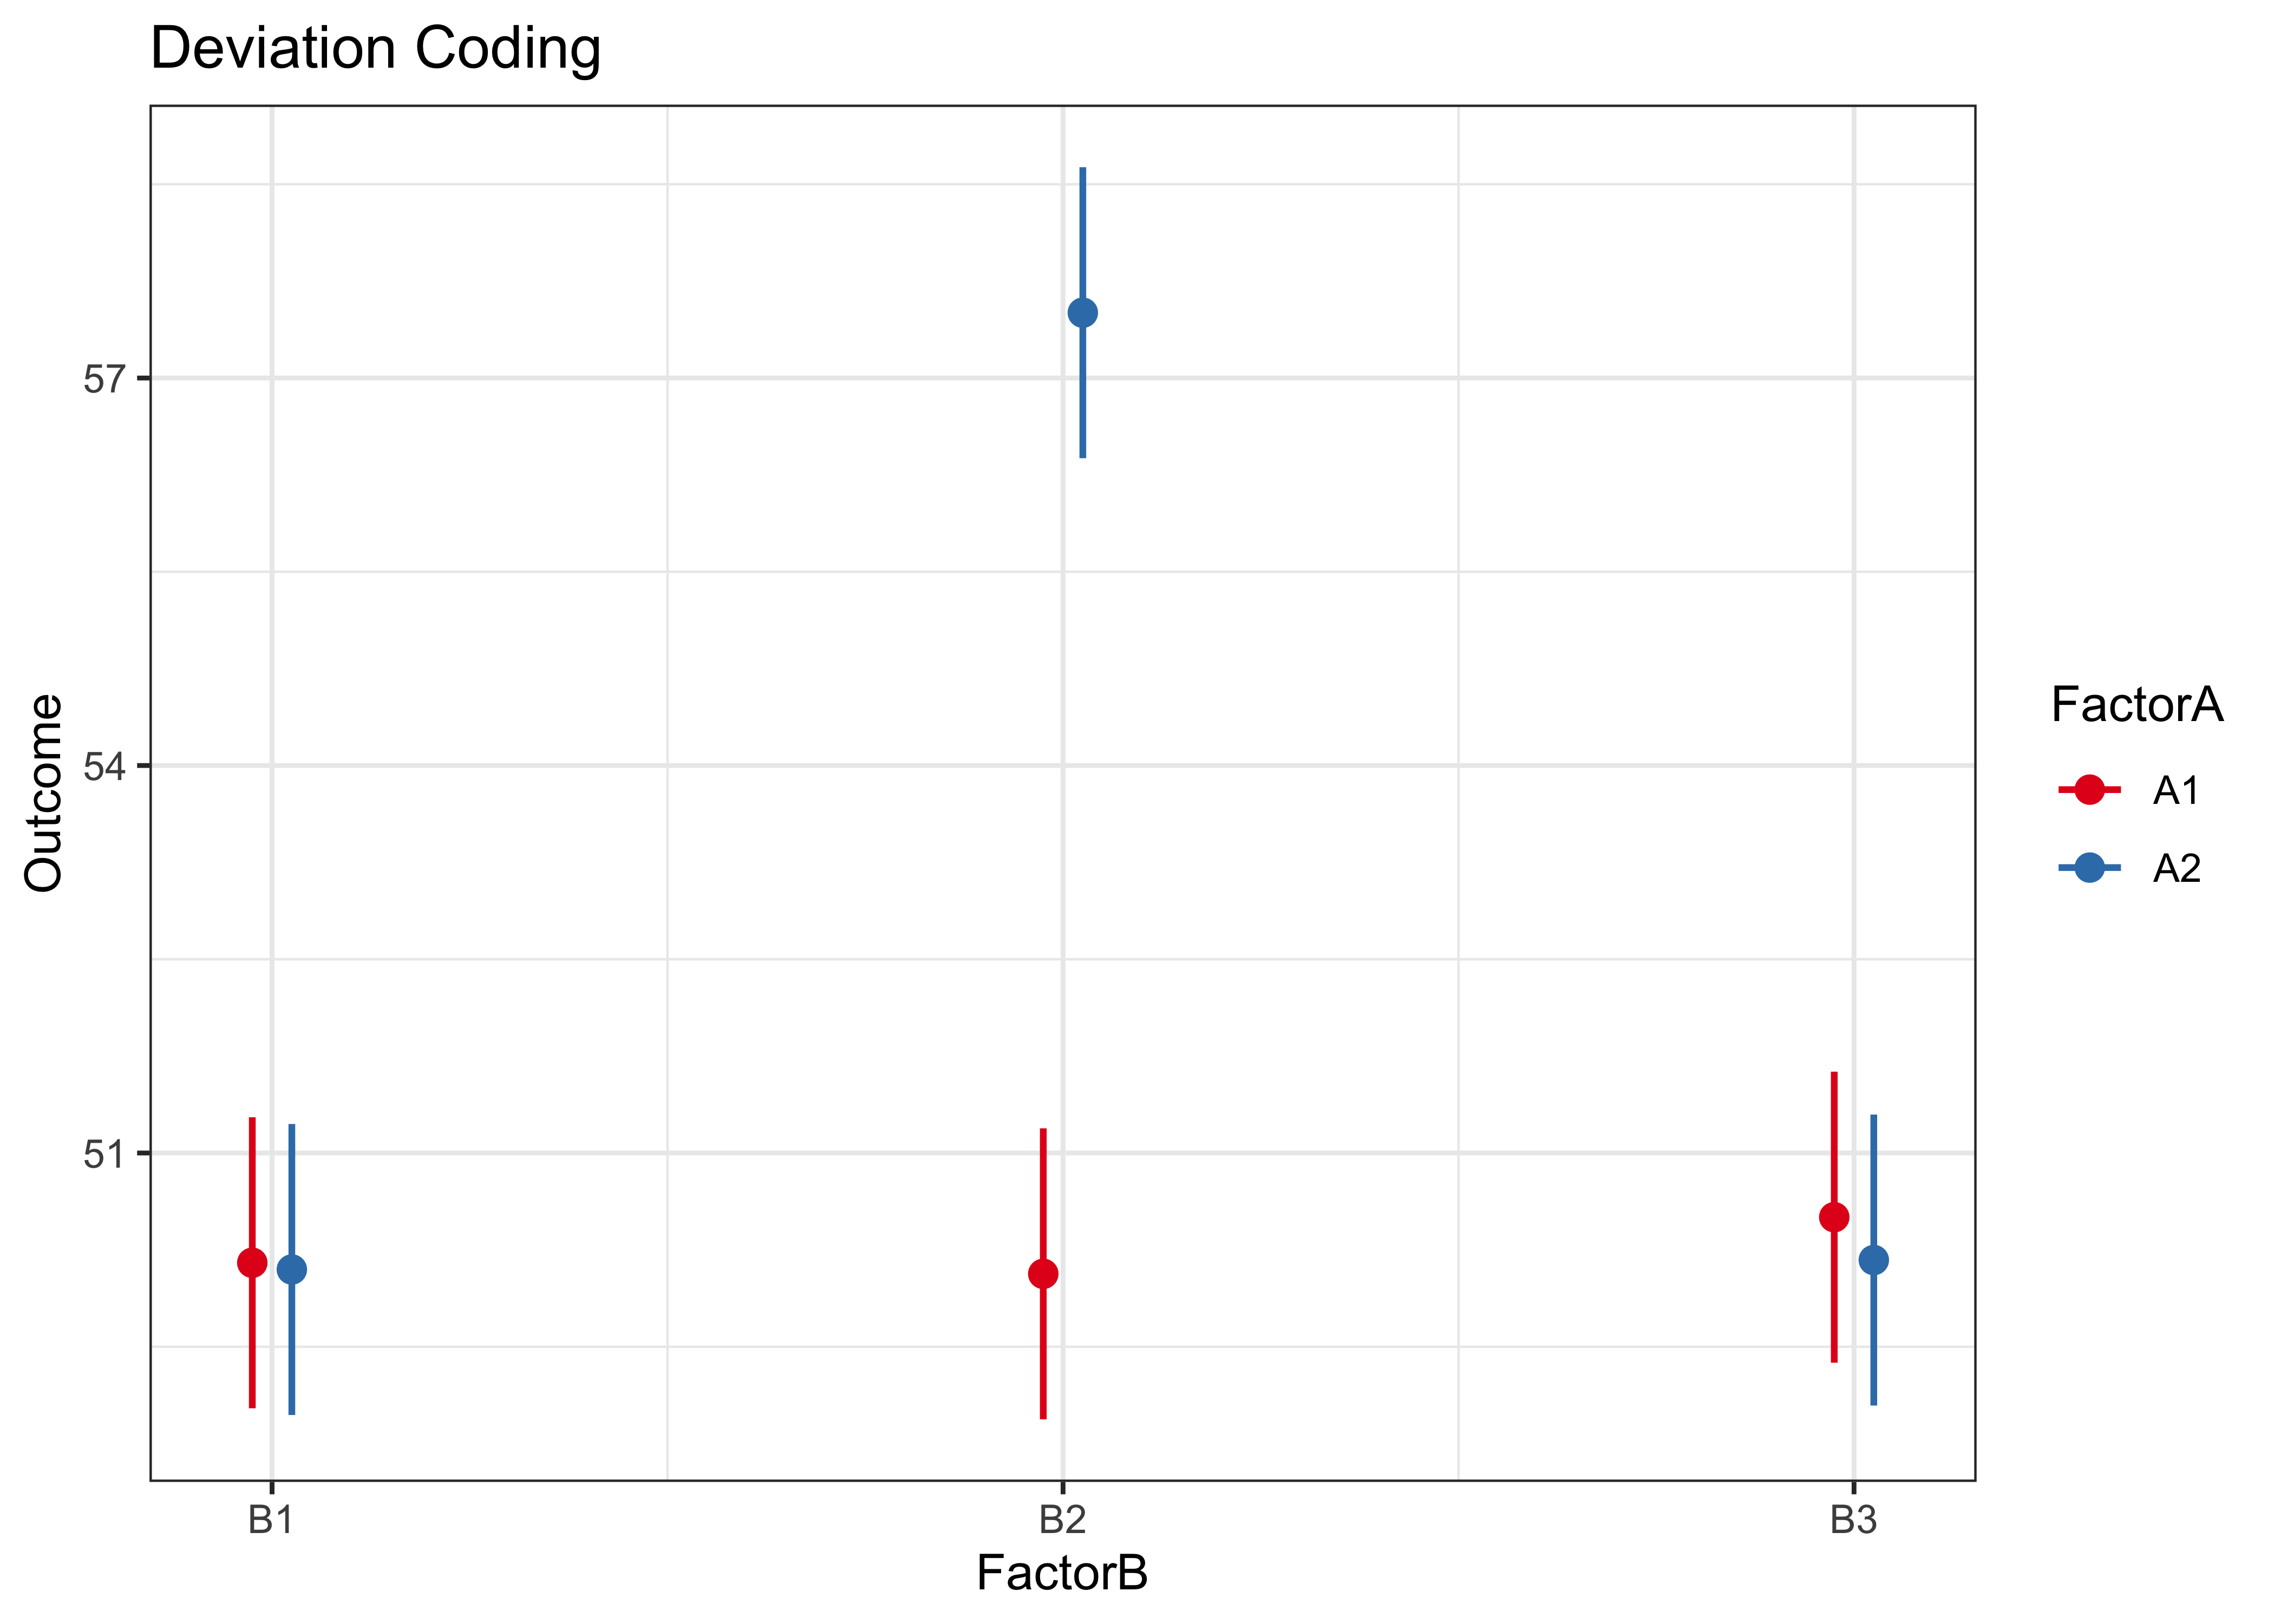 Deviation Coding
57
54
51
Outcome
B1
B2
B3
FactorB
FactorA
A1
A2